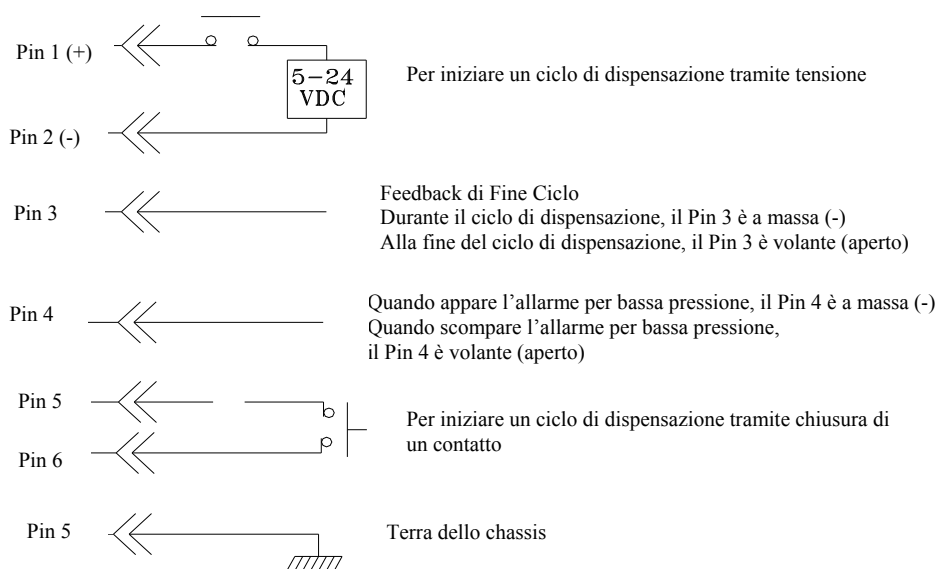 Pin 1 (+)
5-24
VDC
Per iniziare un ciclo di dispensazione tramite tensione
Pin 2 (-)
Pin 3
Feedback di Fine Ciclo
Durante il ciclo di dispensazione, il Pin 3 è a massa (-)
Alla fine del ciclo di dispensazione, il Pin 3 è volante (aperto)
Pin 4
Quando appare l’allarme per bassa pressione, il Pin 4 è a massa (-)
Quando scompare l’allarme per bassa pressione,
il Pin 4 è volante (aperto)
Pin 5
Pin 6
Per iniziare un ciclo di dispensazione tramite chiusura di
un contatto
Pin 5
Terra dello chassis